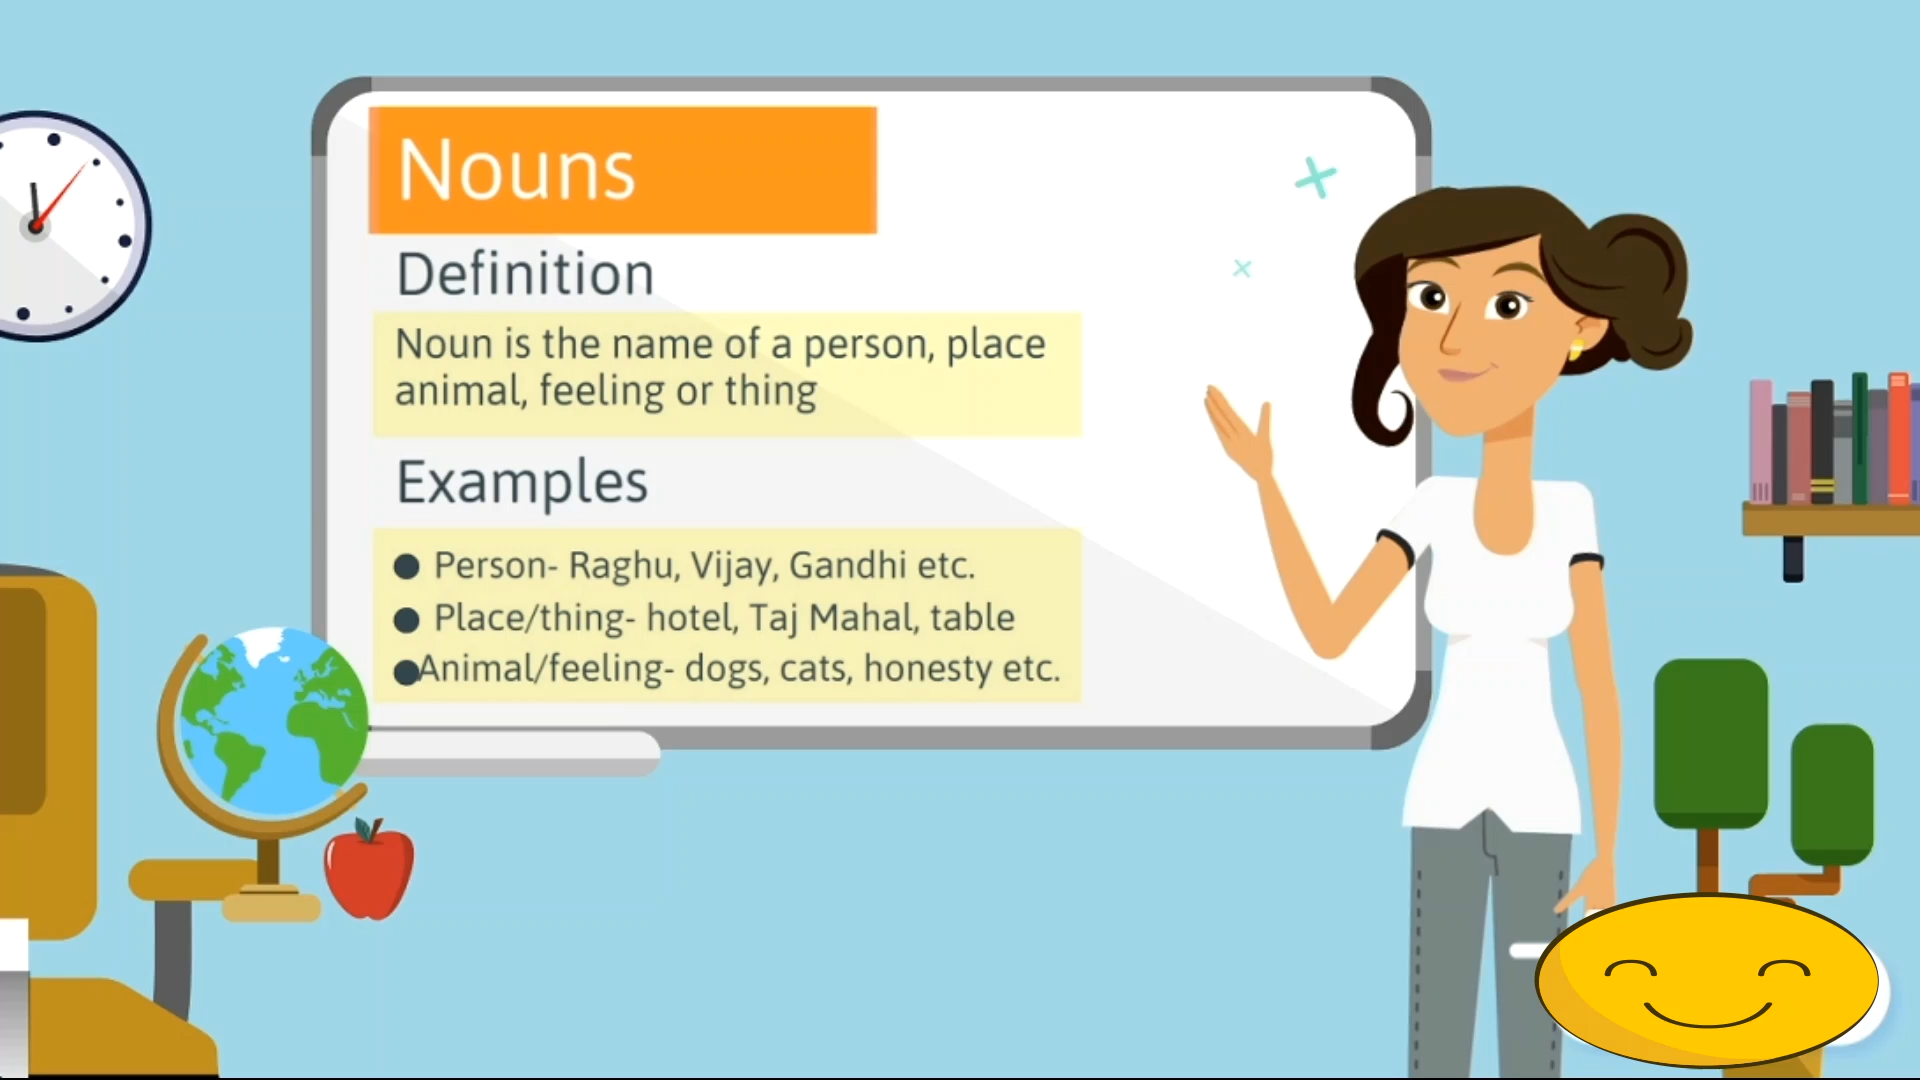 Nouns
Definition
Noun is the name of a person, place
animal, feeling or thing
Examples
● Person- Raghu, Vijay, Gandhi etc.
● Place/thing- hotel, Taj Mahal, table
●Animal/feeling- dogs, cats, honesty etc.